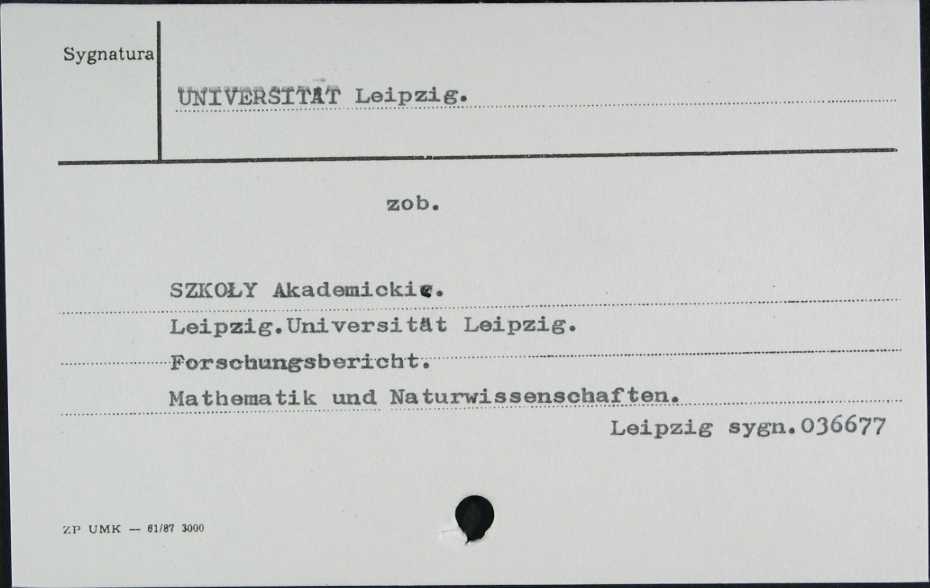 Sygnatura
UNIVERSITÄT Leipzig.
zob.
SZKOŁY Akademickie.
Leipzig.Universität Leipzig.
Forschungsbericht.
Mathematik und Naturwissenschaften.
Leipzig sygn.036677
ZP UMK — 61/87 3000